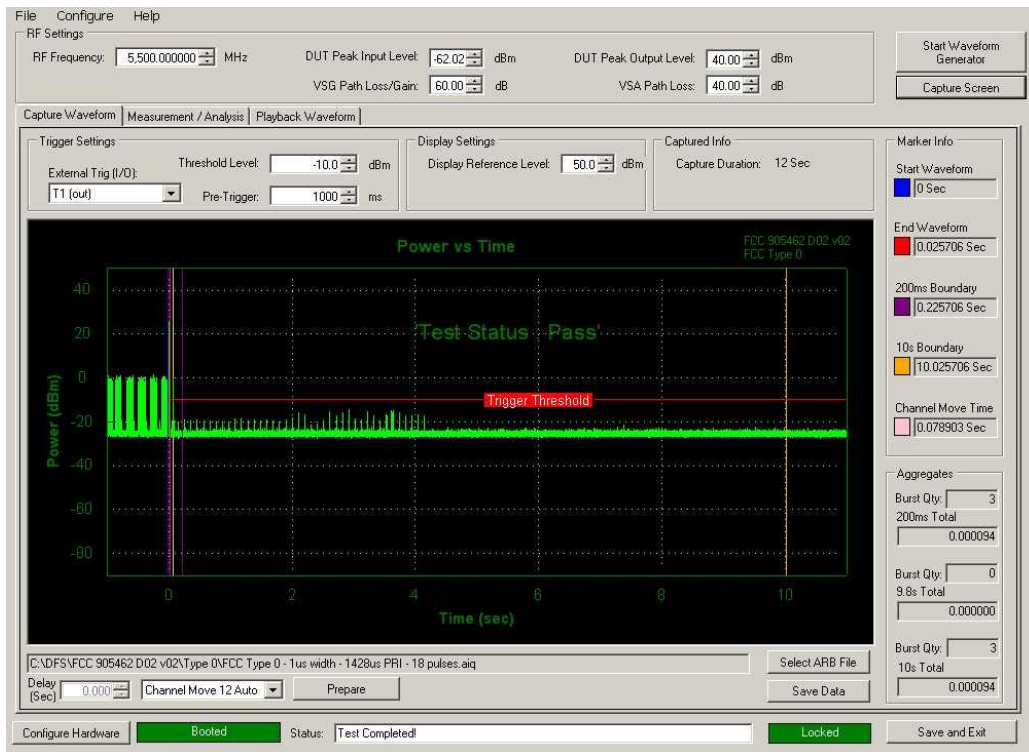 File Configure Help
RF Settings
RF Frequency: 5,500.000000 MHz
DUT Peak Input Level: -62.02 dBm
DUT Peak Output Level: 40.00 dBm
VSG Path Loss/Gain: 60.00 dB
VSA Path Loss: 40.00 dB
Start Waveform
Generator
Capture Screen
Capture Waveform Measurement / Analysis Playback Waveform
Trigger Settings
External Trig (I/O):
T1 (out)
Threshold Level: -10.0 dBm
Pre-Trigger: 1000 ms
Display Settings
Display Reference Level: 50.0 dBm
Captured Info
Capture Duration: 12 Sec
Marker Info
Start Waveform
0 Sec
End Waveform
0.025706 Sec
200ms Boundary
0.225706 Sec
10s Boundary
10.025706 Sec
Channel Move Time
0.078903 Sec
Power vs Time
FCC 905462 D02 v02
FCC Type 0
'Test Status Pass'
Trigger Threshold
Power (dBm)
40
20
0
-20
-40
-60
-80
0 2 4 6 8 10
Time (sec)
Aggregates
Burst Qty: 3
200ms Total
0.000094
Burst Qty: 0
9.8s Total
0.000000
Burst Qty: 3
10s Total
0.000094
C:\DFS\FCC 905462 D02 v02\Type 0\FCC Type 0 - 1us width - 1428us PRI - 18 pulses.aiq
Select ARB File
Delay
(Sec) 0.000 Channel Move 12 Auto Prepare
Save Data
Configure Hardware Booted Status: Test Completed! Locked Save and Exit